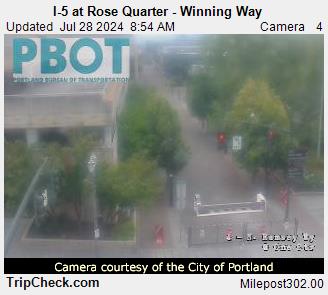 I-5 at Rose Quarter - Winning Way
Updated Jul 28 2024 8:54 AM Camera 4
PBOT
PORTLAND BUREAU OF TRANSPORTATION
Camera courtesy of the City of Portland
TripCheck.com Milepost302.00